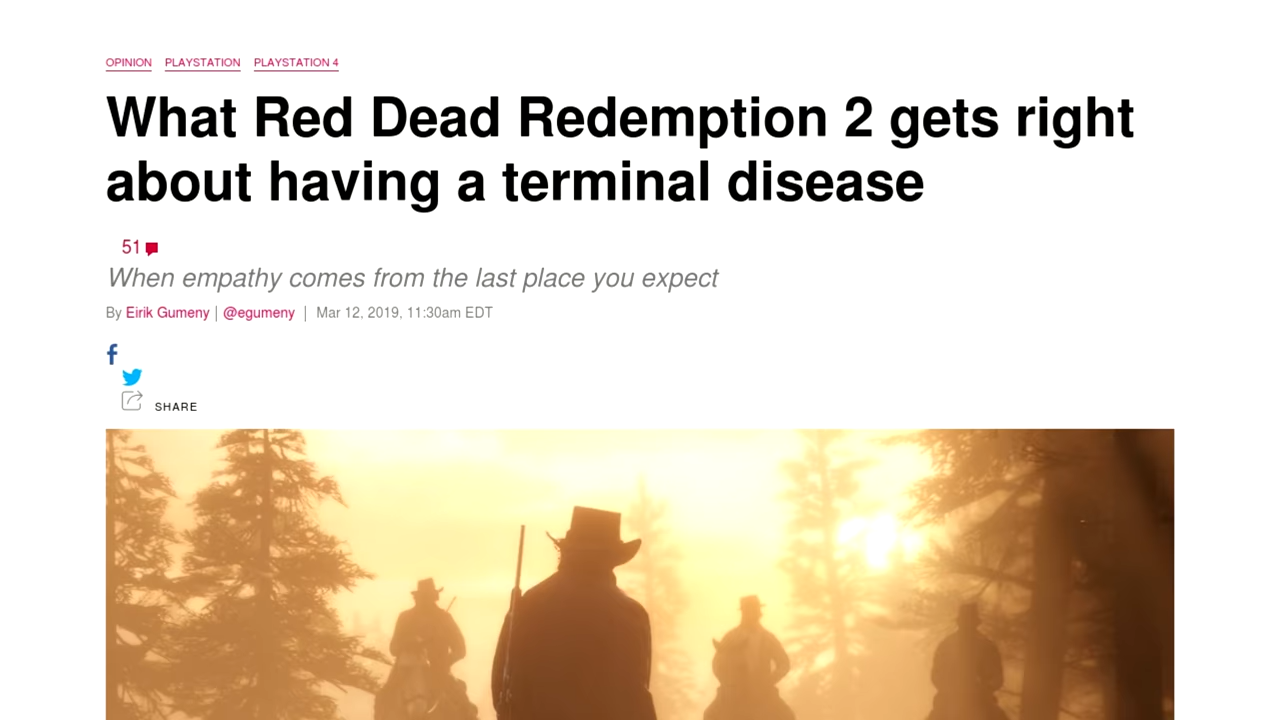 OPINION PLAYSTATION PLAYSTATION 4
What Red Dead Redemption 2 gets right
about having a terminal disease
51
When empathy comes from the last place you expect
By Eirik Gumeny | @egumeny | Mar 12, 2019, 11:30am EDT
SHARE